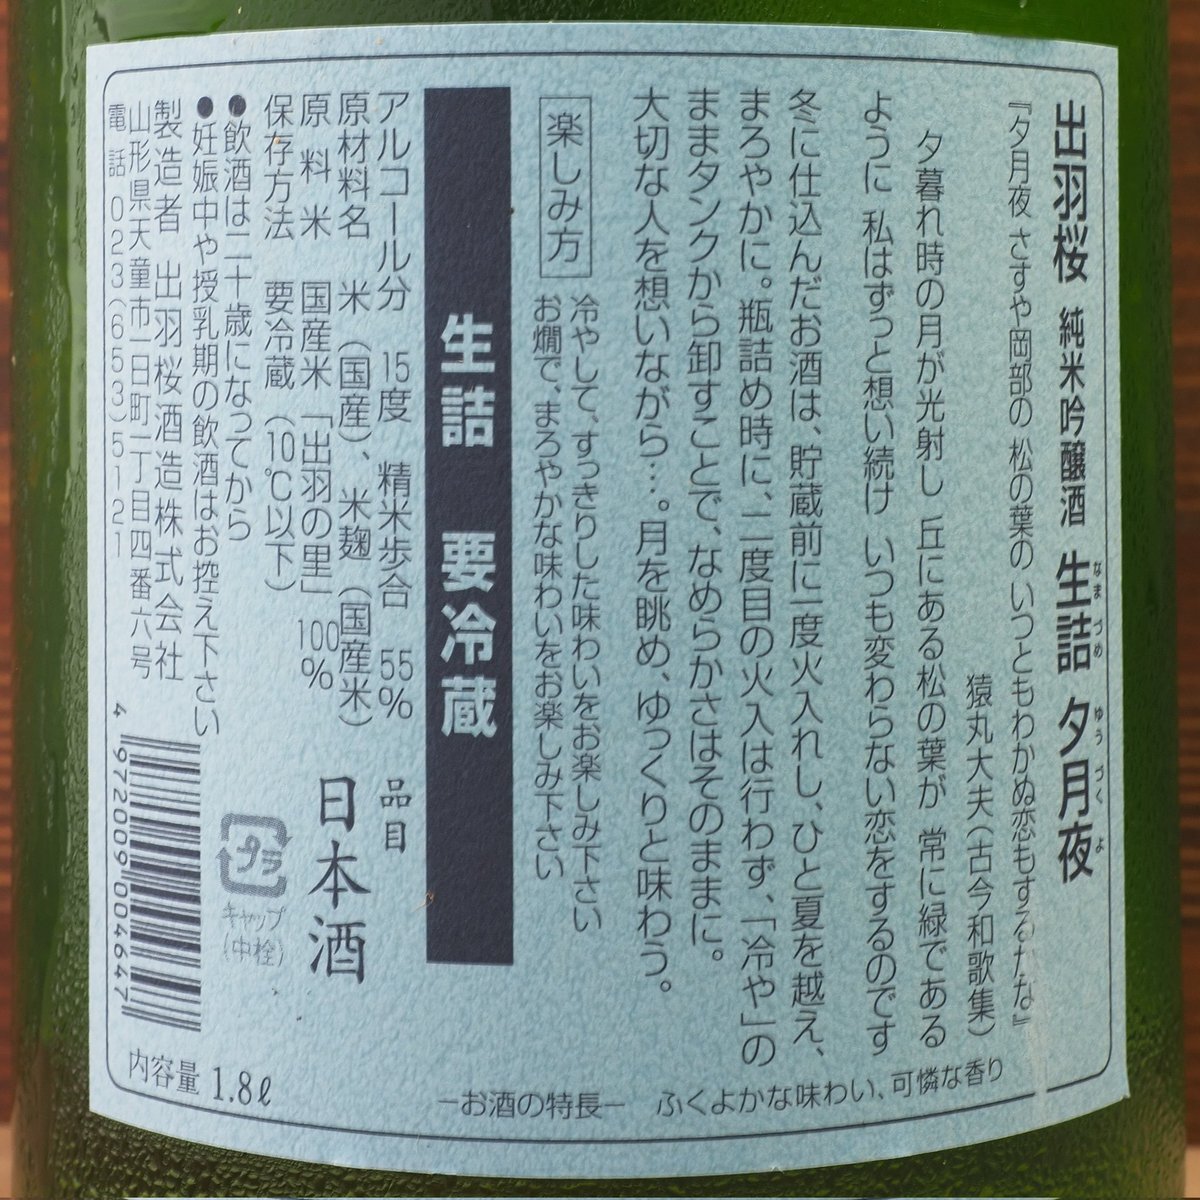 出羽桜 純米吟醸酒 生詰 夕月夜
なまづめ ゆうづくよ
『夕月夜 さすや岡部の 松の葉の いつともわかぬ恋もするかな』
猿丸大夫（古今和歌集）
夕暮れ時の月が光射し 丘にある松の葉が 常に緑である
ように 私はずっと想い続け いつも変わらない恋をするのです
冬に仕込んだお酒は、貯蔵前に一度火入れし、ひと夏を越え、
まろやかに。瓶詰め時に、二度目の火入は行わず、「冷や」の
ままタンクから卸すことで、なめらかさはそのままに。
大切な人を想いながら…。月を眺め、ゆっくりと味わう。
楽しみ方
冷やして、すっきりした味わいをお楽しみ下さい
お燗で、まろやかな味わいをお楽しみ下さい
生詰 要冷蔵
アルコール分 15度 精米歩合 55%
原材料名 米（国産）、米麹（国産米）
原料米 国産米「出羽の里」100%
保存方法 要冷蔵（10℃以下）
品目
日本酒
●飲酒は二十歳になってから
●妊娠中や授乳期の飲酒はお控え下さい
製造者 出羽桜酒造株式会社
山形県天童市一日町一丁目四番六号
電話 023(653)5121
プラ
キャップ
（中栓）
4 972009 004647
内容量 1.8ℓ
−お酒の特長− ふくよかな味わい、可憐な香り